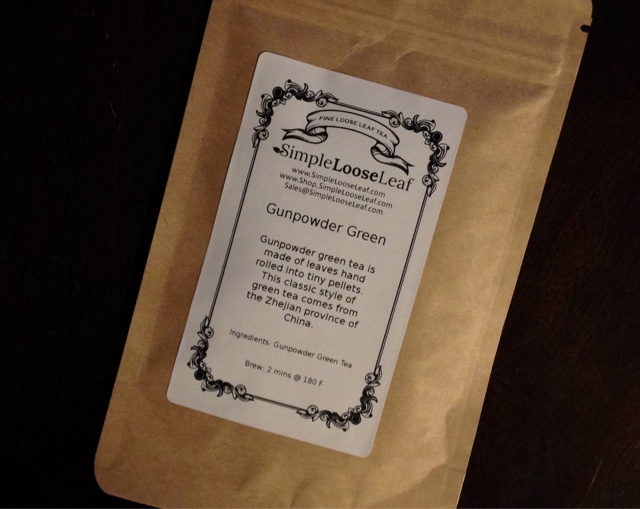 FINE LOOSE LEAF TEA
SimpleLooseLeaf
www.SimpleLooseLeaf.com
www.Shop.SimpleLooseLeaf.com
Sales@SimpleLooseLeaf.com
Gunpowder Green
Gunpowder green tea is
made of leaves hand
rolled into tiny pellets.
This classic style of
green tea comes from
the Zhejian province of
China.
Ingredients: Gunpowder Green Tea
Brew: 2 mins @ 180 F